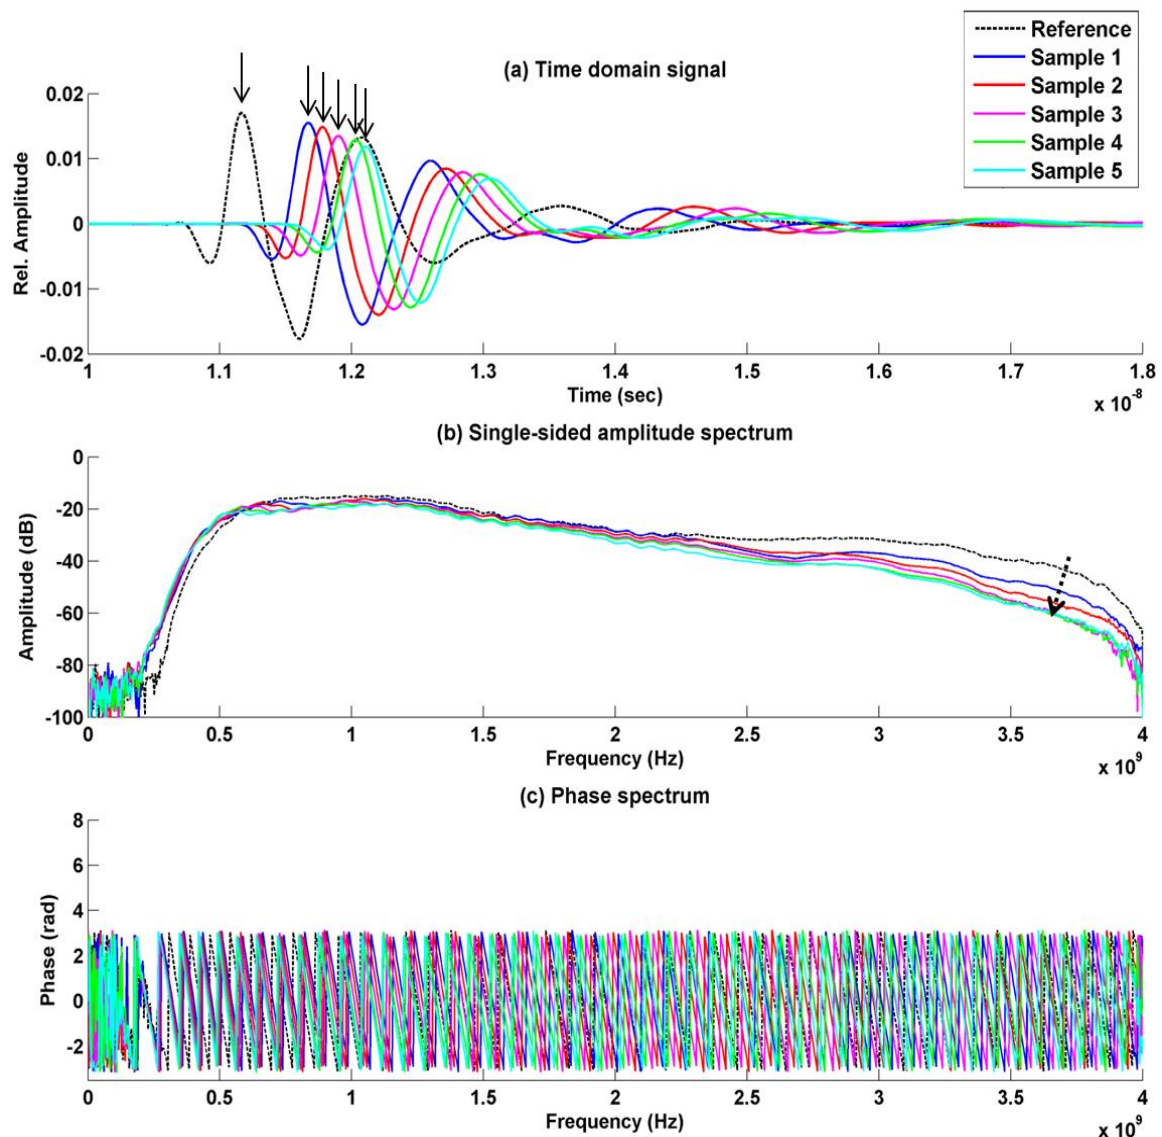 Reference
Sample 1
Sample 2
Sample 3
Sample 4
Sample 5
(a) Time domain signal
Rel. Amplitude
0.02
0.01
0
-0.01
-0.02
1 1.1 1.2 1.3 1.4 1.5 1.6 1.7 1.8
Time (sec)
x 10⁻⁸
(b) Single-sided amplitude spectrum
Amplitude (dB)
0
-20
-40
-60
-80
-100
0 0.5 1 1.5 2 2.5 3 3.5 4
Frequency (Hz)
x 10⁹
(c) Phase spectrum
Phase (rad)
8
6
4
2
0
-2
0 0.5 1 1.5 2 2.5 3 3.5 4
Frequency (Hz)
x 10⁹